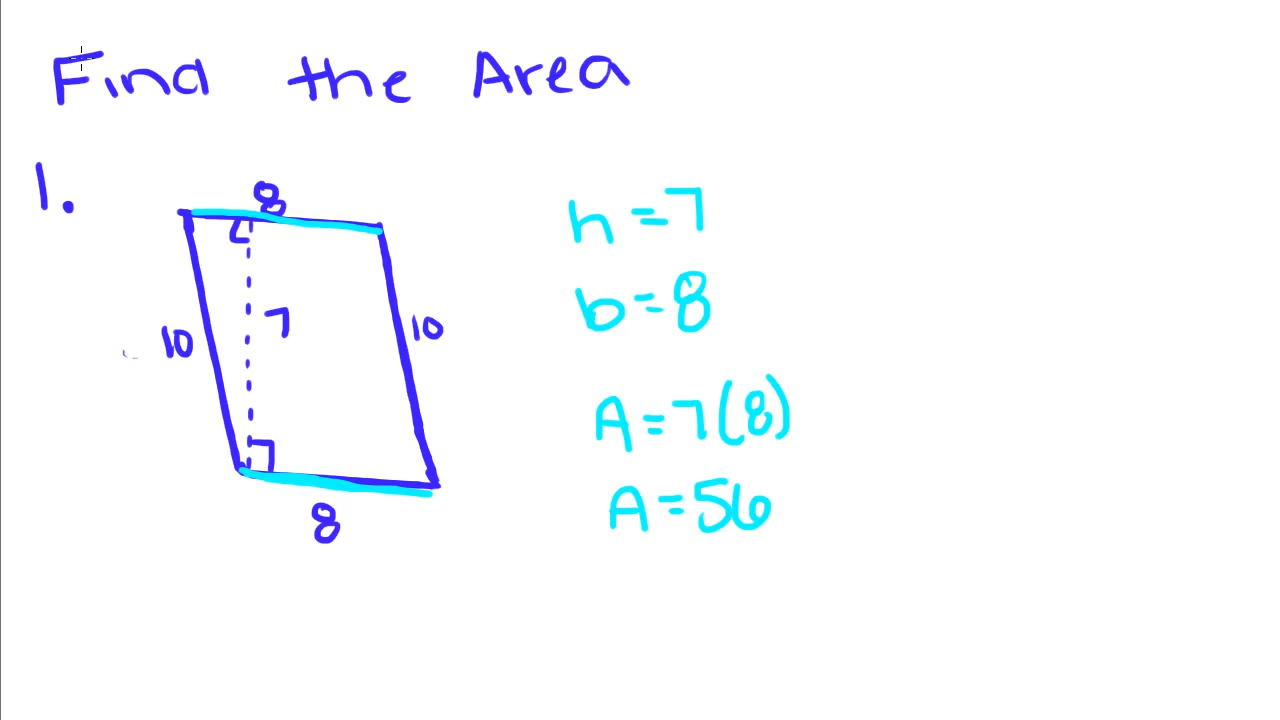 Find the Area
1.
8
10
7
10
8
h = 7
b = 8
A = 7(8)
A = 56